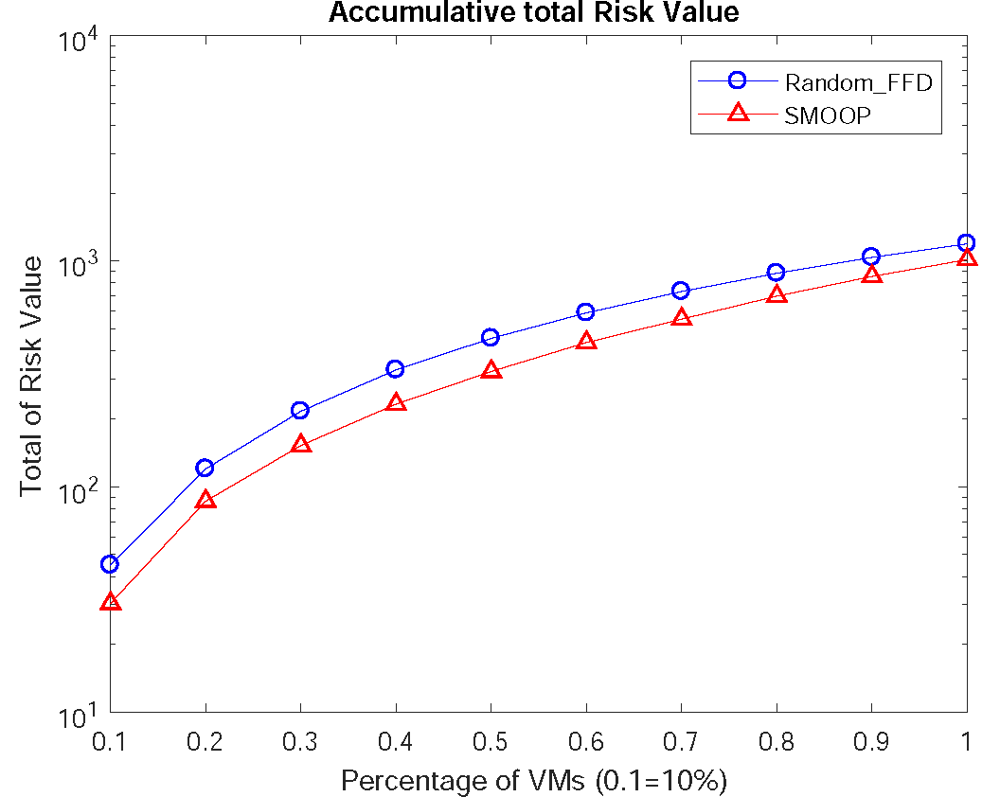 Accumulative total Risk Value
Random_FFD
SMOOP
10^4
10^3
10^2
10^1
Total of Risk Value
0.1 0.2 0.3 0.4 0.5 0.6 0.7 0.8 0.9 1
Percentage of VMs (0.1=10%)